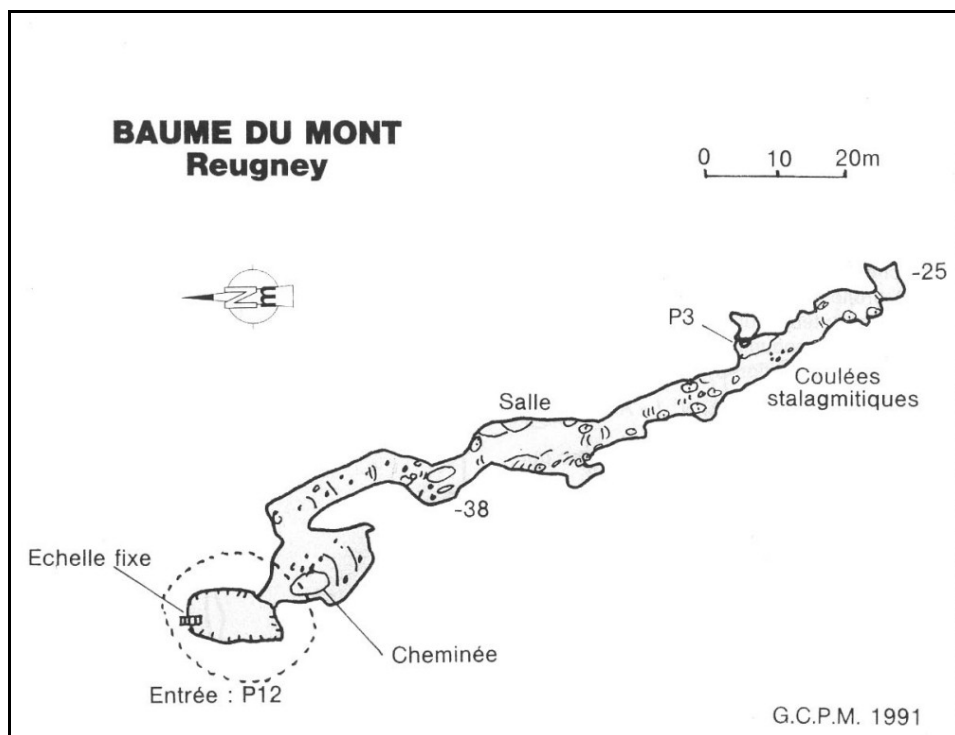 BAUME DU MONT
Reugney
0 10 20m
NM
-25
P3
Coulées
stalagmitiques
Salle
-38
Echelle fixe
Cheminée
Entrée : P12
G.C.P.M. 1991